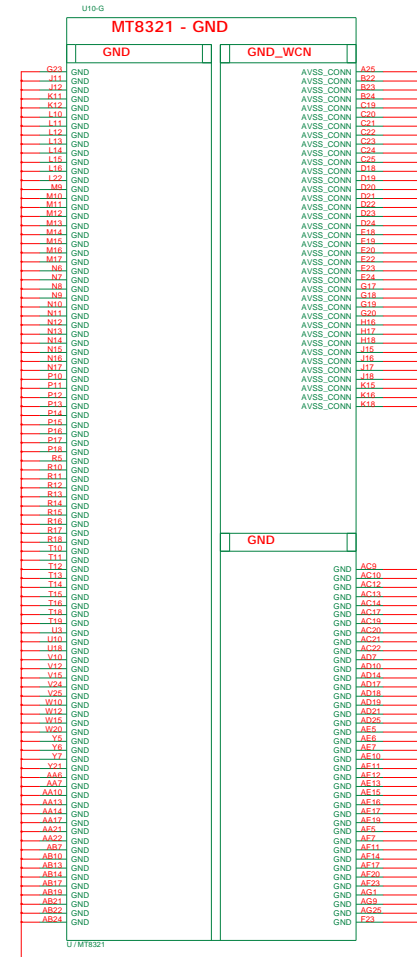 U10-G
MT8321 - GND
GND
G23 GND
J11 GND
J12 GND
K11 GND
K12 GND
L10 GND
L11 GND
L12 GND
L13 GND
L14 GND
L15 GND
L16 GND
L22 GND
M9 GND
M10 GND
M11 GND
M12 GND
M13 GND
M14 GND
M15 GND
M16 GND
M17 GND
N6 GND
N7 GND
N8 GND
N9 GND
N10 GND
N11 GND
N12 GND
N13 GND
N14 GND
N15 GND
N16 GND
N17 GND
P10 GND
P11 GND
P12 GND
P13 GND
P14 GND
P15 GND
P16 GND
P17 GND
P18 GND
R5 GND
R10 GND
R11 GND
R12 GND
R13 GND
R14 GND
R15 GND
R16 GND
R17 GND
R18 GND
T10 GND
T11 GND
T12 GND
T13 GND
T14 GND
T15 GND
T16 GND
T18 GND
T19 GND
U3 GND
U10 GND
U18 GND
V10 GND
V12 GND
V15 GND
V24 GND
V25 GND
W10 GND
W12 GND
W15 GND
W20 GND
Y5 GND
Y6 GND
Y7 GND
Y21 GND
AA6 GND
AA7 GND
AA10 GND
AA13 GND
AA14 GND
AA17 GND
AA21 GND
AA22 GND
AB7 GND
AB10 GND
AB13 GND
AB14 GND
AB17 GND
AB19 GND
AB21 GND
AB22 GND
AB24 GND
GND_WCN
AVSS_CONN A25
AVSS_CONN B22
AVSS_CONN B23
AVSS_CONN B24
AVSS_CONN C19
AVSS_CONN C20
AVSS_CONN C21
AVSS_CONN C22
AVSS_CONN C23
AVSS_CONN C24
AVSS_CONN C25
AVSS_CONN D18
AVSS_CONN D19
AVSS_CONN D20
AVSS_CONN D21
AVSS_CONN D22
AVSS_CONN D23
AVSS_CONN D24
AVSS_CONN E18
AVSS_CONN E19
AVSS_CONN E20
AVSS_CONN E22
AVSS_CONN E23
AVSS_CONN E24
AVSS_CONN G17
AVSS_CONN G18
AVSS_CONN G19
AVSS_CONN G20
AVSS_CONN H16
AVSS_CONN H17
AVSS_CONN H18
AVSS_CONN J15
AVSS_CONN J16
AVSS_CONN J17
AVSS_CONN J18
AVSS_CONN K15
AVSS_CONN K16
AVSS_CONN K18
GND
GND AC9
GND AC10
GND AC12
GND AC13
GND AC14
GND AC17
GND AC19
GND AC20
GND AC21
GND AC22
GND AD7
GND AD10
GND AD14
GND AD17
GND AD18
GND AD19
GND AD21
GND AD25
GND AE5
GND AE6
GND AE7
GND AE10
GND AE11
GND AE12
GND AE13
GND AE15
GND AE16
GND AE17
GND AE19
GND AF5
GND AF7
GND AF11
GND AF14
GND AF17
GND AF20
GND AF23
GND AG1
GND AG9
GND AG25
GND F23
U / MT8321